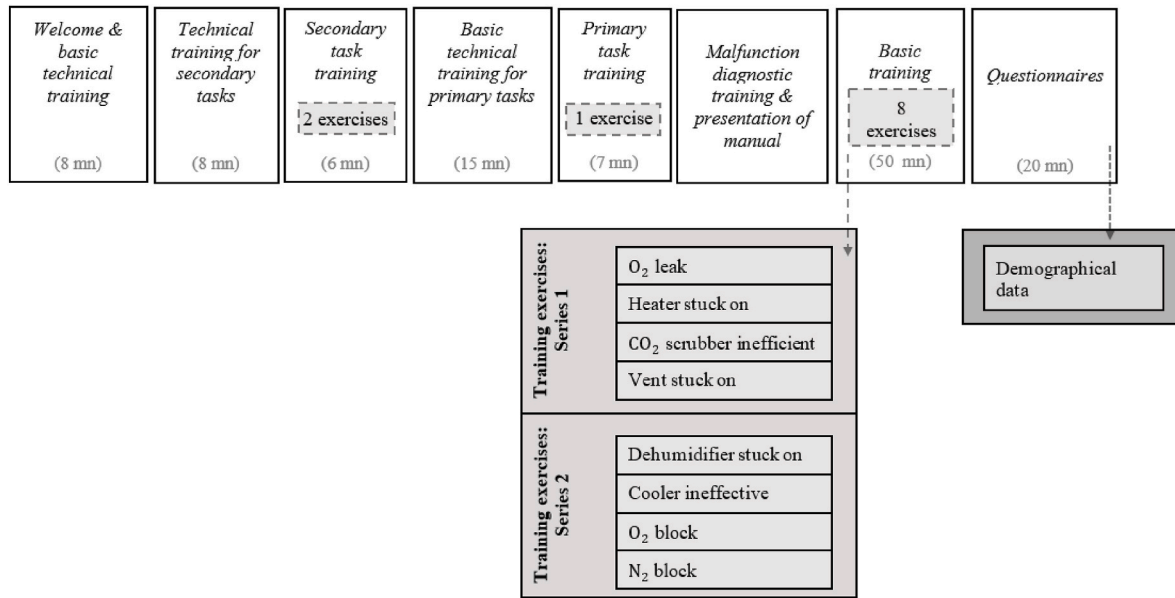 Welcome &
basic
technical
training
(8 mn)
Technical
training for
secondary
tasks
(8 mn)
Secondary
task
training
2 exercises
(6 mn)
Basic
technical
training for
primary tasks
(15 mn)
Primary
task
training
1 exercise
(7 mn)
Malfunction
diagnostic
training &
presentation of
manual
Basic
training
8
exercises
(50 mn)
Questionnaires
(20 mn)
Training exercises:
Series 1
O₂ leak
Heater stuck on
CO₂ scrubber inefficient
Vent stuck on
Training exercises:
Series 2
Dehumidifier stuck on
Cooler ineffective
O₂ block
N₂ block
Demographical
data